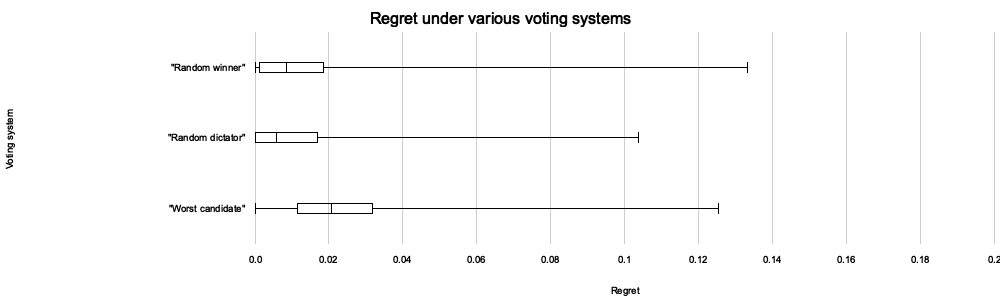 Regret under various voting systems
Voting system
"Random winner"
"Random dictator"
"Worst candidate"
0.0 0.02 0.04 0.06 0.08 0.1 0.12 0.14 0.16 0.18 0.2
Regret